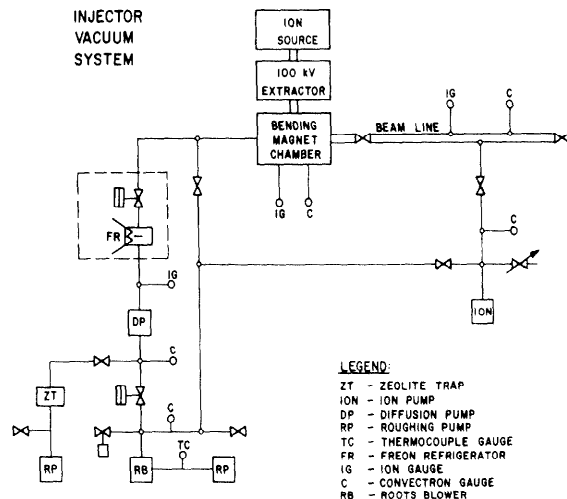 INJECTOR
VACUUM
SYSTEM
ION
SOURCE
100 kV
EXTRACTOR
BENDING
MAGNET
CHAMBER
BEAM LINE
IG
C
IG
C
C
FR
IG
ION
DP
C
ZT
C
TC
RP
RB
RP
LEGEND:
ZT - ZEOLITE TRAP
ION - ION PUMP
DP - DIFFUSION PUMP
RP - ROUGHING PUMP
TC - THERMOCOUPLE GAUGE
FR - FREON REFRIGERATOR
IG - ION GAUGE
C - CONVECTRON GAUGE
RB - ROOTS BLOWER